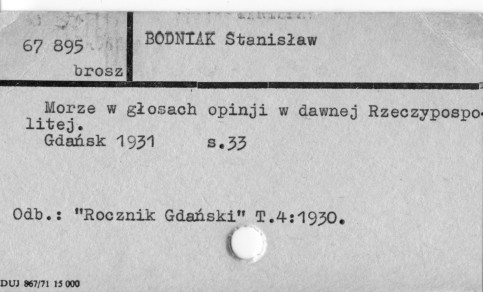 67 895
BODNIAK Stanisław
brosz
Morze w głosach opinji w dawnej Rzeczypospo-
litej.
Gdańsk 1931 s.33
Odb.: "Rocznik Gdański" T.4:1930.
DUJ 867/71 15 000